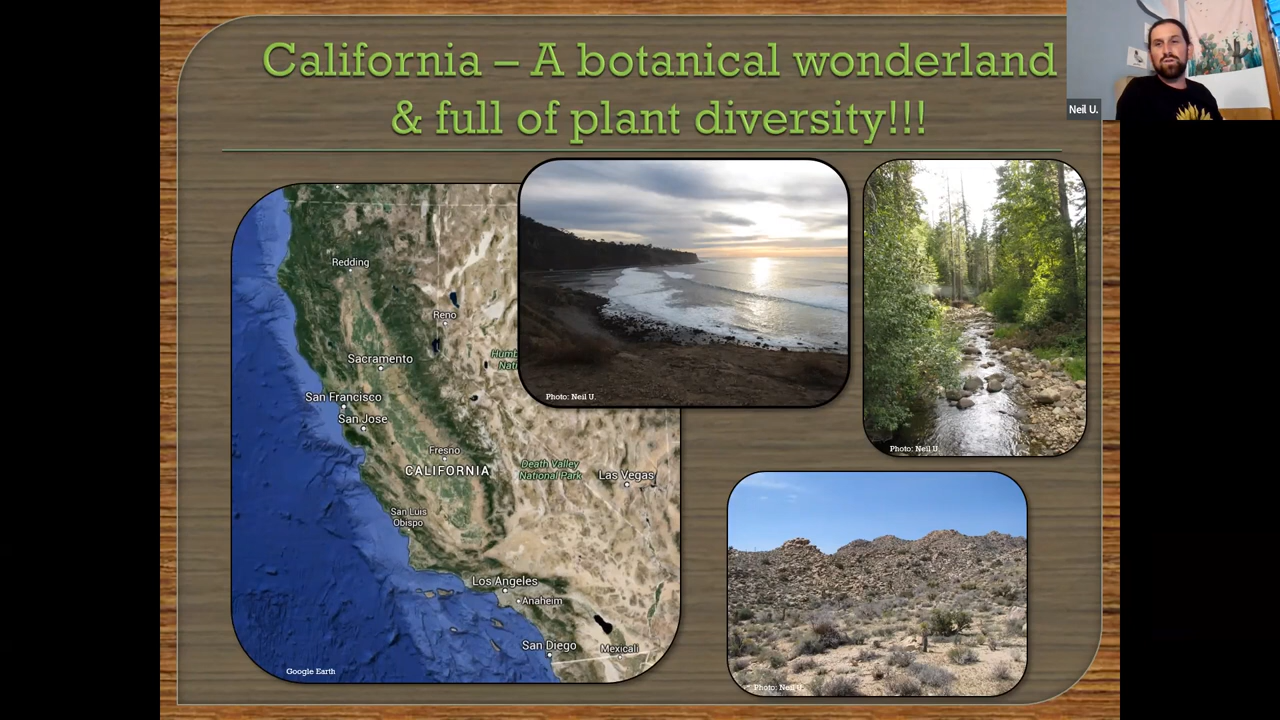 California – A botanical wonderland
& full of plant diversity!!!
Neil U.
Redding
Reno
Sacramento
San Francisco
San Jose
Fresno
CALIFORNIA
Death Valley
National Park
Las Vegas
San Luis
Obispo
Los Angeles
Anaheim
San Diego
Mexicali
Google Earth
Photo: Neil U.
Photo: Neil U.
Photo: Neil U.